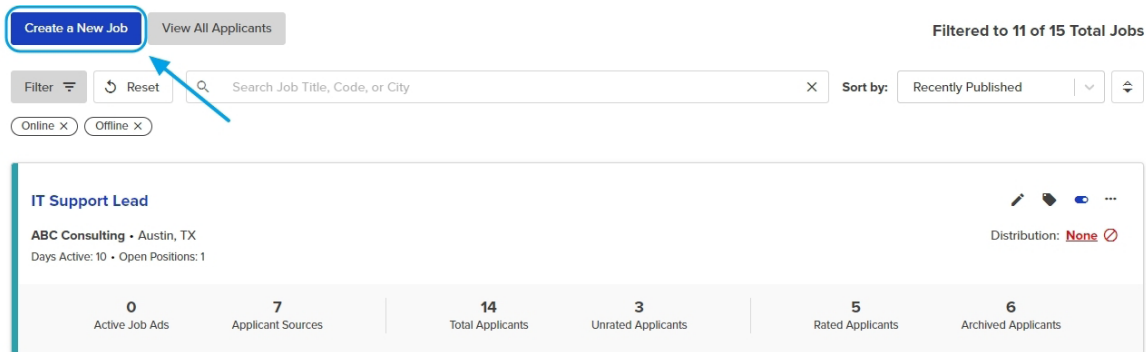 Create a New Job View All Applicants Filtered to 11 of 15 Total Jobs
Filter Reset Search Job Title, Code, or City Sort by: Recently Published
Online Offline
IT Support Lead
ABC Consulting • Austin, TX Distribution: None
Days Active: 10 • Open Positions: 1
0 7 14 3 5 6
Active Job Ads Applicant Sources Total Applicants Unrated Applicants Rated Applicants Archived Applicants